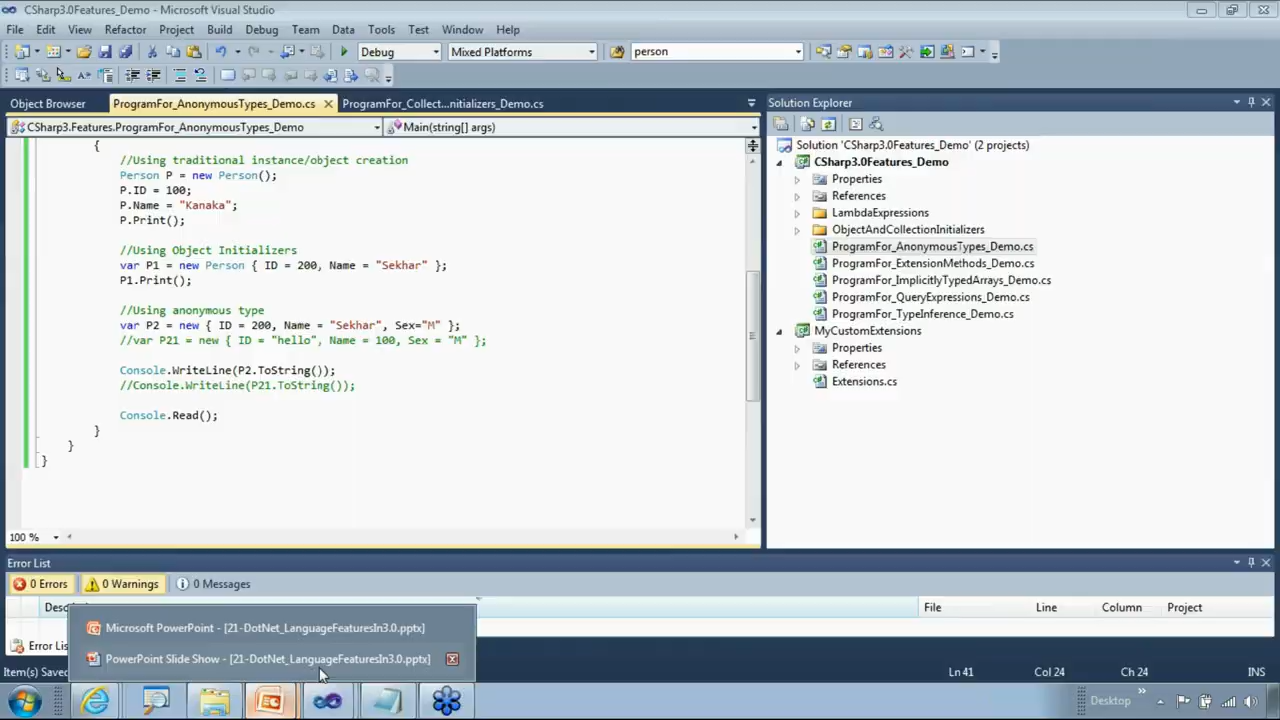 CSharp3.0Features_Demo - Microsoft Visual Studio
File Edit View Refactor Project Build Debug Team Data Tools Test Window Help
Debug Mixed Platforms person
Object Browser ProgramFor_AnonymousTypes_Demo.cs ProgramFor_Collect...nitializers_Demo.cs
CSharp3.Features.ProgramFor_AnonymousTypes_Demo Main(string[] args)
{
//Using traditional instance/object creation
Person P = new Person();
P.ID = 100;
P.Name = "Kanaka";
P.Print();
//Using Object Initializers
var P1 = new Person { ID = 200, Name = "Sekhar" };
P1.Print();
//Using anonymous type
var P2 = new { ID = 200, Name = "Sekhar", Sex="M" };
//var P21 = new { ID = "hello", Name = 100, Sex = "M" };
Console.WriteLine(P2.ToString());
//Console.WriteLine(P21.ToString());
Console.Read();
}
}
}
100 %
Solution Explorer
Solution 'CSharp3.0Features_Demo' (2 projects)
CSharp3.0Features_Demo
Properties
References
LambdaExpressions
ObjectAndCollectionInitializers
ProgramFor_AnonymousTypes_Demo.cs
ProgramFor_ExtensionMethods_Demo.cs
ProgramFor_ImplicitlyTypedArrays_Demo.cs
ProgramFor_QueryExpressions_Demo.cs
ProgramFor_TypeInference_Demo.cs
MyCustomExtensions
Properties
References
Extensions.cs
Error List
0 Errors 0 Warnings 0 Messages
File Line Column Project
Microsoft PowerPoint - [21-DotNet_LanguageFeaturesIn3.0.pptx]
PowerPoint Slide Show - [21-DotNet_LanguageFeaturesIn3.0.pptx]
Error Lis
Item(s) Saved Ln 41 Col 24 Ch 24 INS
Desktop